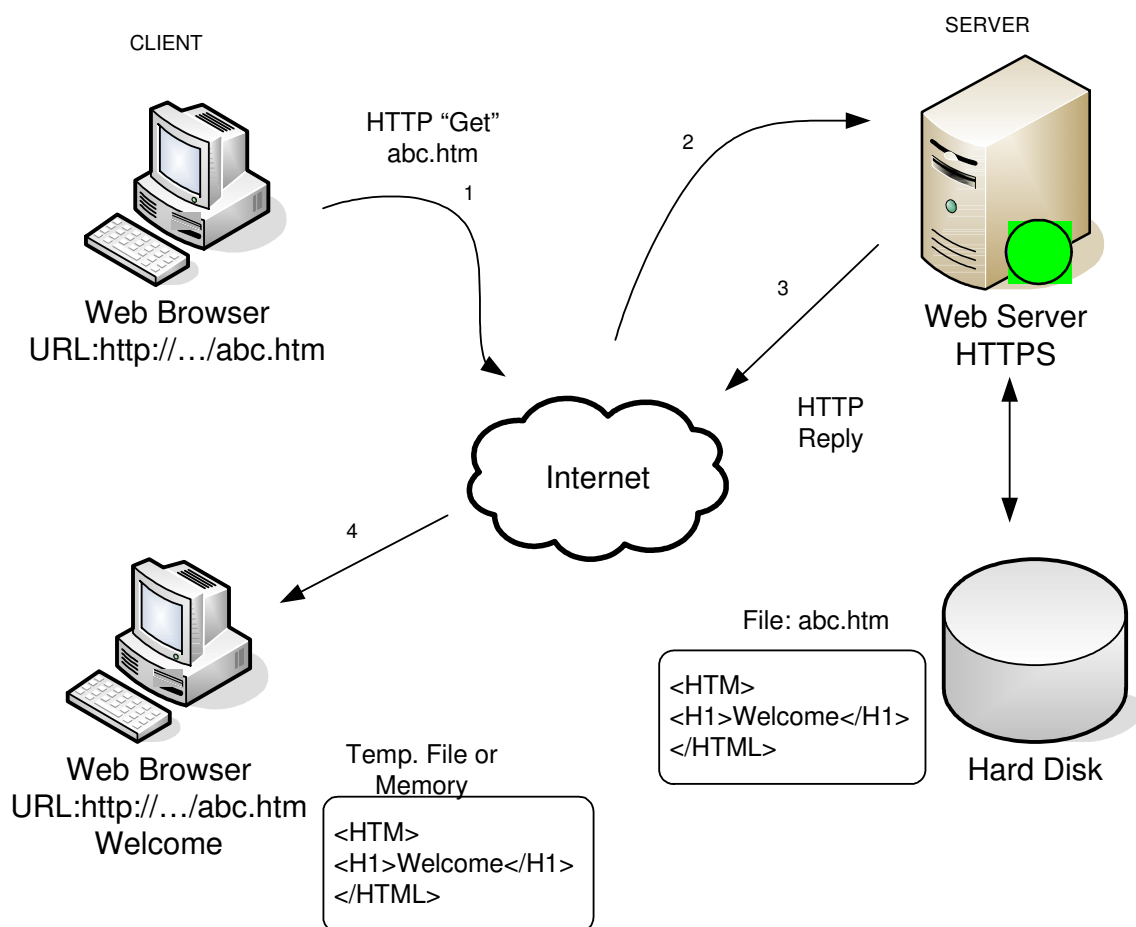 CLIENT
SERVER
HTTP “Get”
abc.htm
1
2
Web Browser
URL:http://…/abc.htm
3
Web Server
HTTPS
HTTP
Reply
Internet
4
File: abc.htm
<HTM>
<H1>Welcome</H1>
</HTML>
Hard Disk
Web Browser
URL:http://…/abc.htm
Welcome
Temp. File or
Memory
<HTM>
<H1>Welcome</H1>
</HTML>